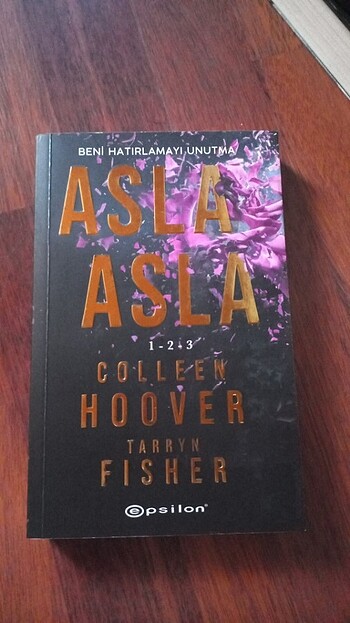 BENİ HATIRLAMAYI UNUTMA
ASLA
ASLA
1-2-3
COLLEEN
HOOVER
TARRYN
FISHER
epsilon®